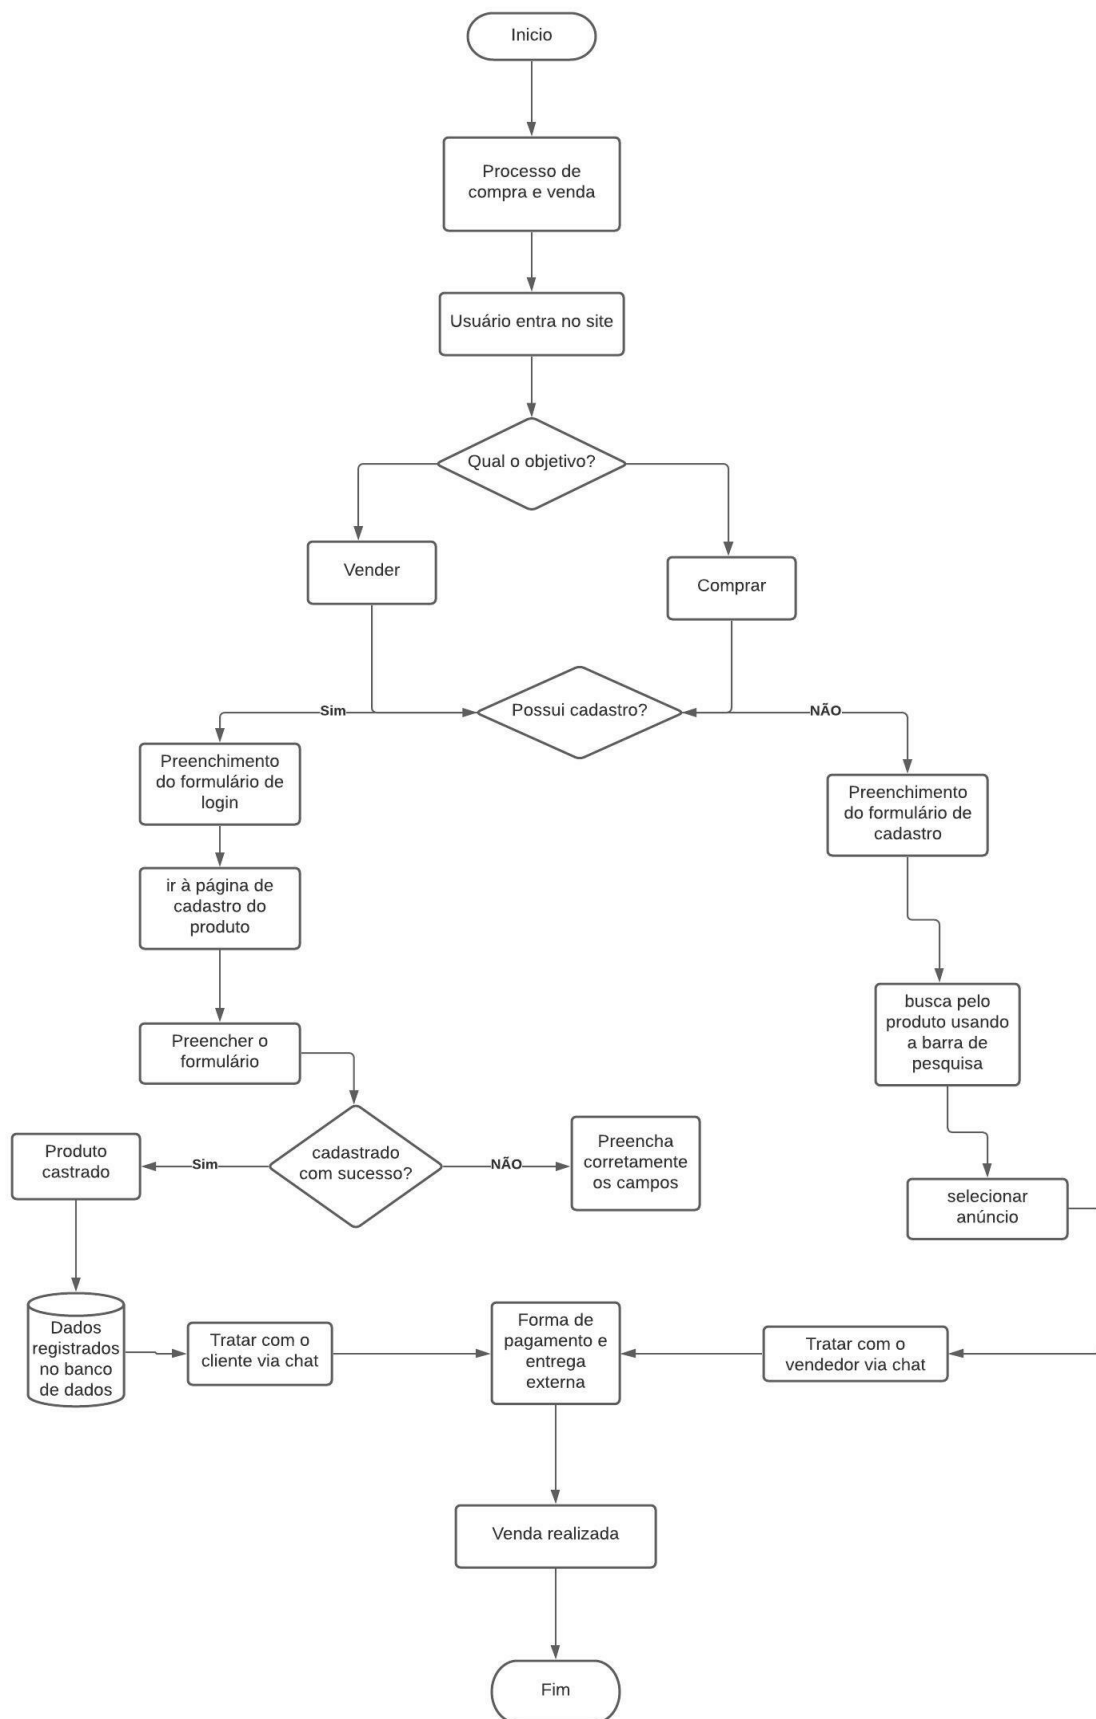 Inicio
Processo de
compra e venda
Usuário entra no site
Qual o objetivo?
Vender
Comprar
Possui cadastro?
Sim
NÃO
Preenchimento
do formulário de
login
Preenchimento
do formulário de
cadastro
ir à página de
cadastro do
produto
busca pelo
produto usando
a barra de
pesquisa
Preencher o
formulário
cadastrado
com sucesso?
Sim
NÃO
Produto
castrado
Preencha
corretamente
os campos
selecionar
anúncio
Dados
registrados
no banco
de dados
Tratar com o
cliente via chat
Forma de
pagamento e
entrega
externa
Tratar com o
vendedor via chat
Venda realizada
Fim